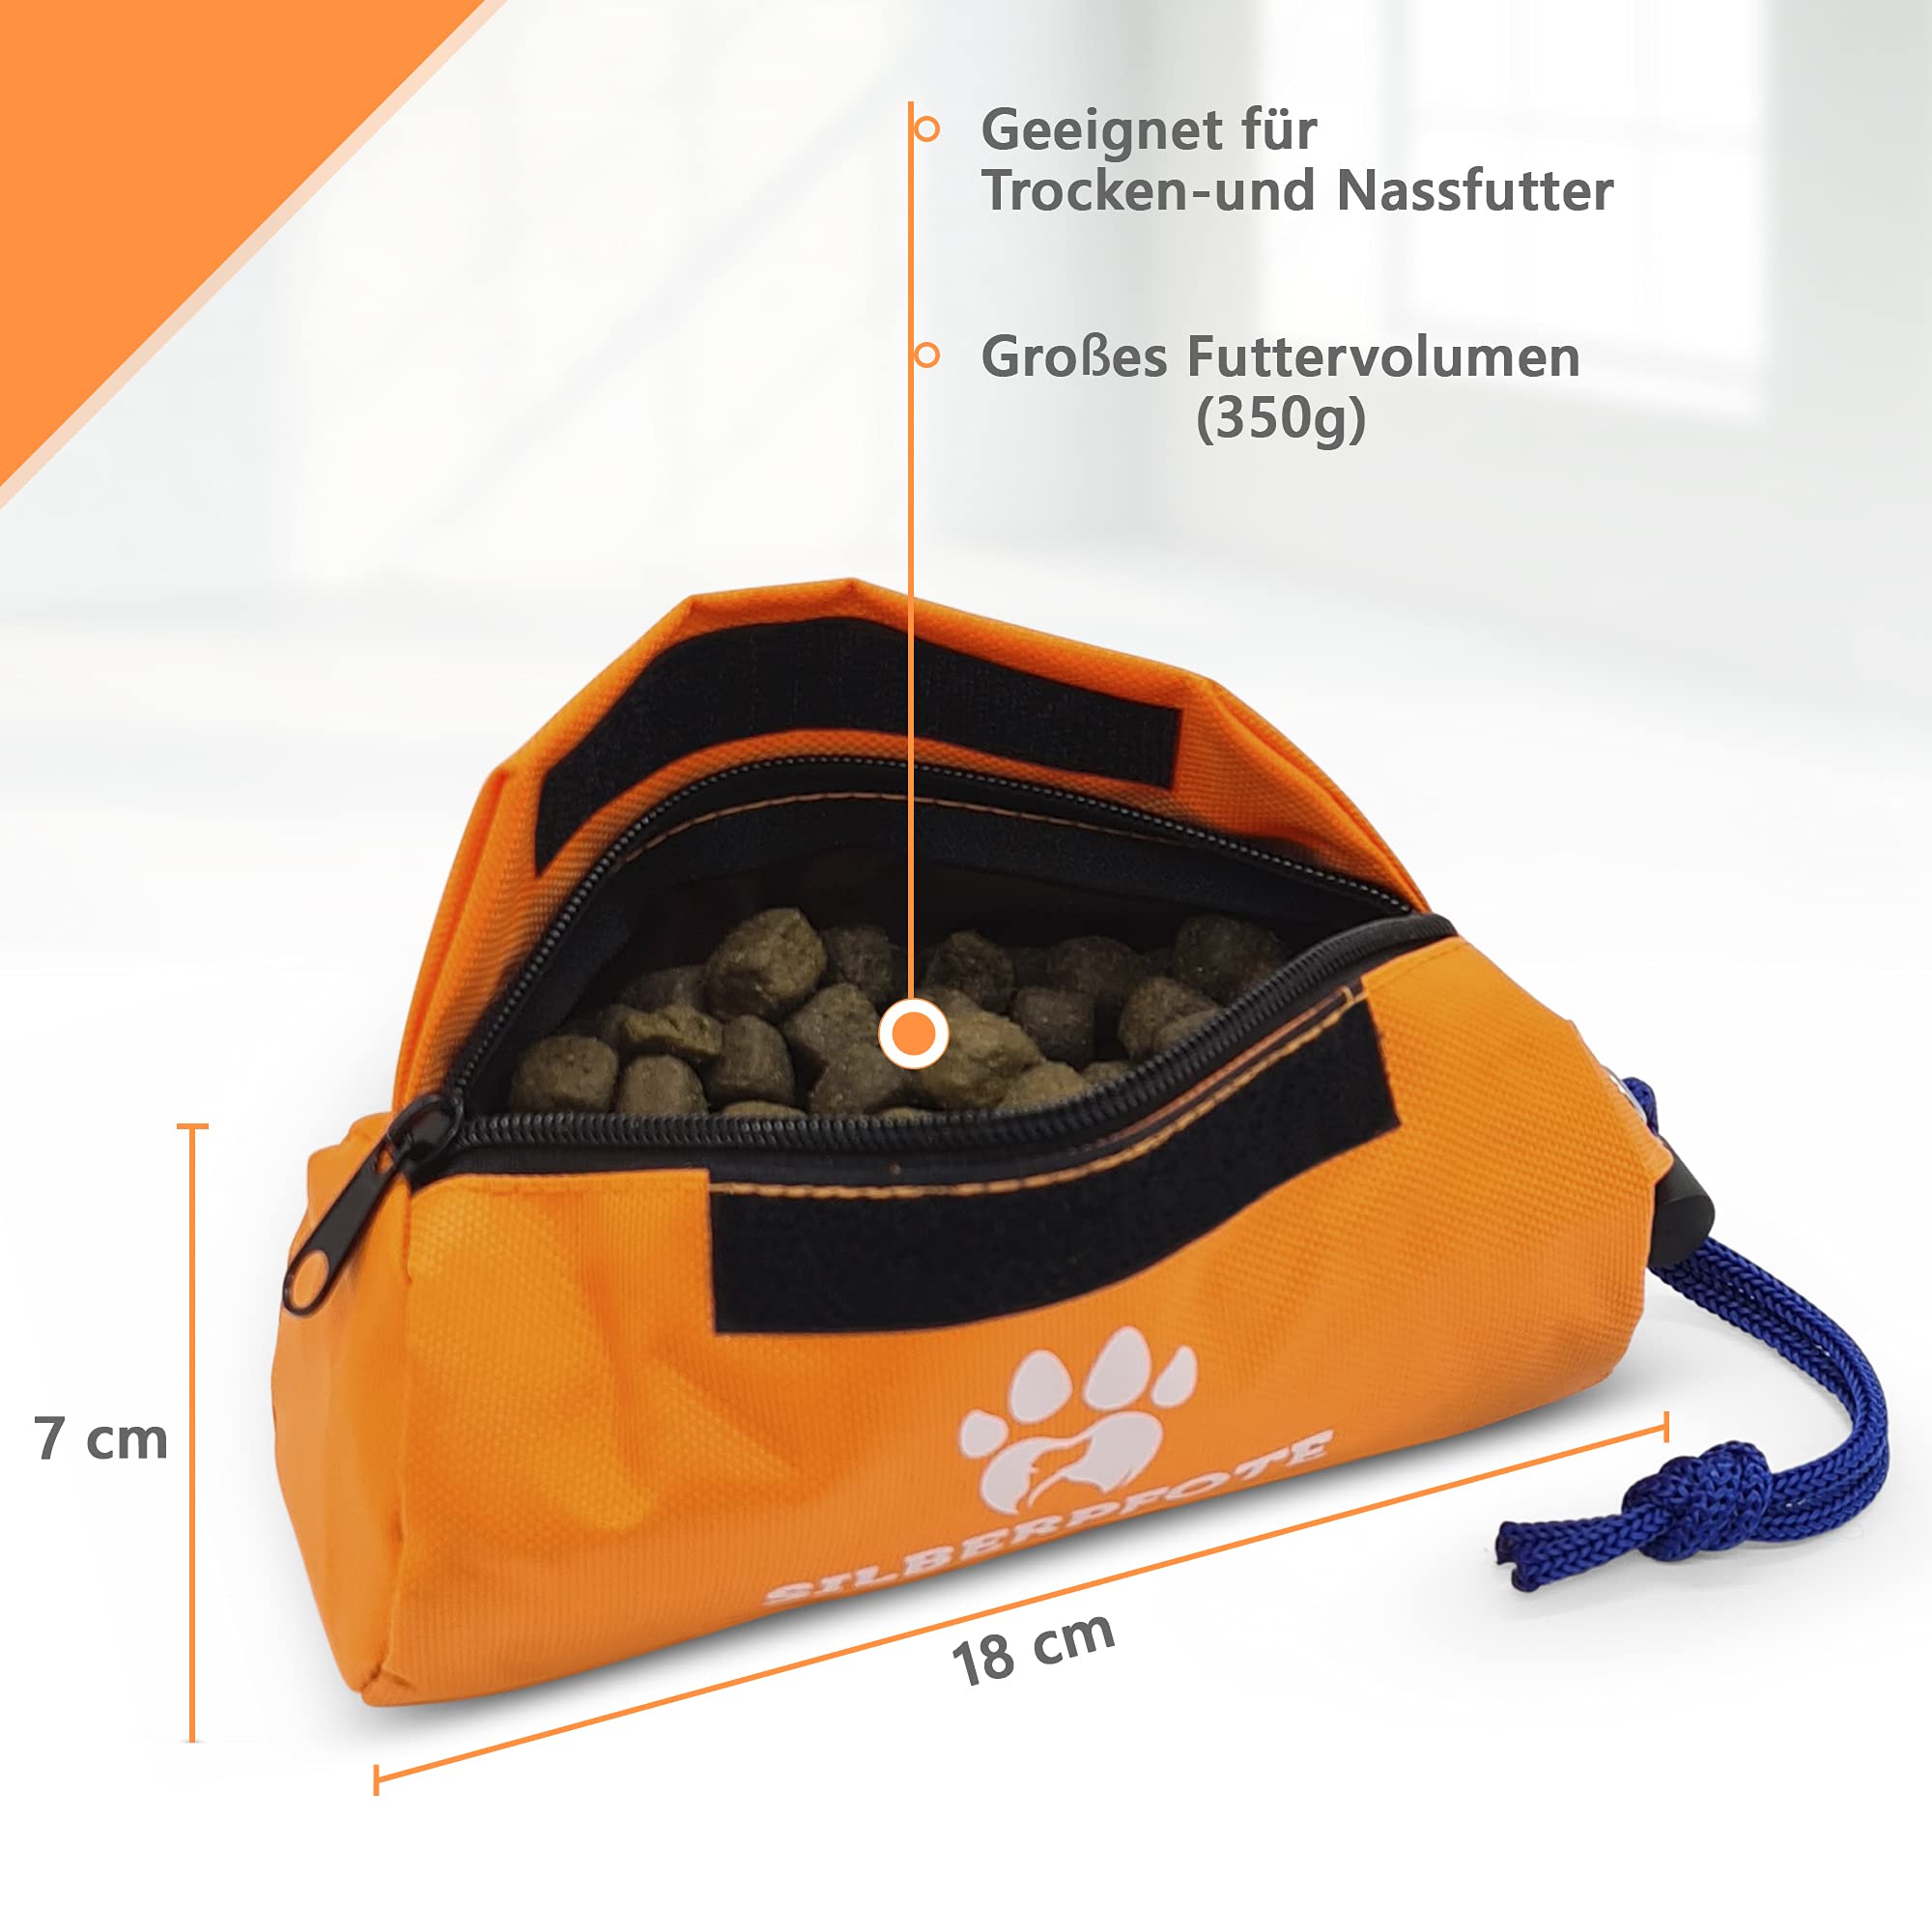 Geeignet für
Trocken-und Nassfutter
Großes Futtervolumen
(350g)
7 cm
SILBERPFOTE
18 cm